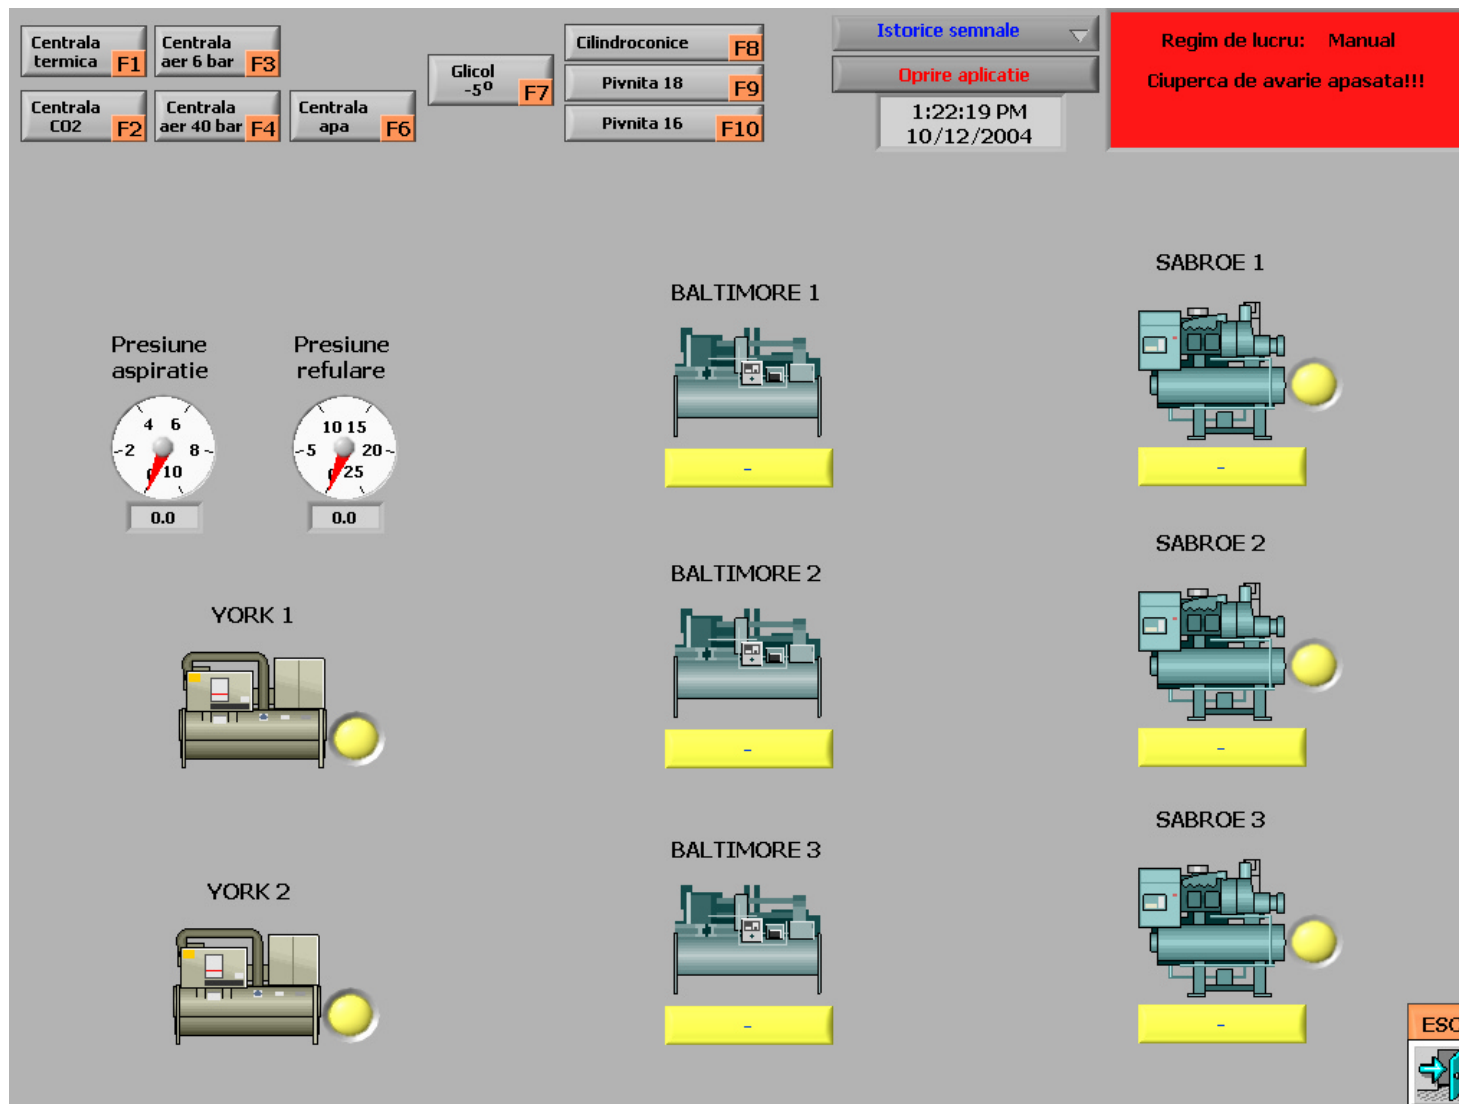 Centrala
termica F1
Centrala
aer 6 bar F3
Centrala
CO2 F2
Centrala
aer 40 bar F4
Centrala
apa F6
Glicol
-5º F7
Cilindroconice F8
Pivnita 18 F9
Pivnita 16 F10
Istorice semnale
Oprire aplicatie
1:22:19 PM
10/12/2004
Regim de lucru: Manual
Ciuperca de avarie apasata!!!
Presiune
aspiratie
4 6
2 8
0 10
0.0
Presiune
refulare
10 15
5 20
0 25
0.0
YORK 1
YORK 2
BALTIMORE 1
-
BALTIMORE 2
-
BALTIMORE 3
-
SABROE 1
-
SABROE 2
-
SABROE 3
-
ESC